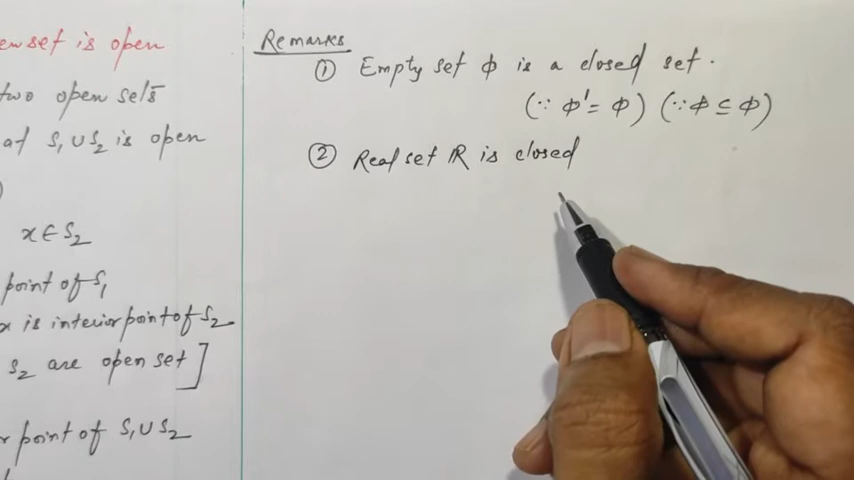 en set is open
two open sets
at S₁ ∪ S₂ is open
)
x ∈ S₂
point of S₁
x is interior point of S₂
S₂ are open set]
r point of S₁ ∪ S₂
Remarks
① Empty set ϕ is a closed set.
(∵ ϕ' = ϕ) (∵ ϕ ⊆ ϕ)
② Real set ℝ is closed